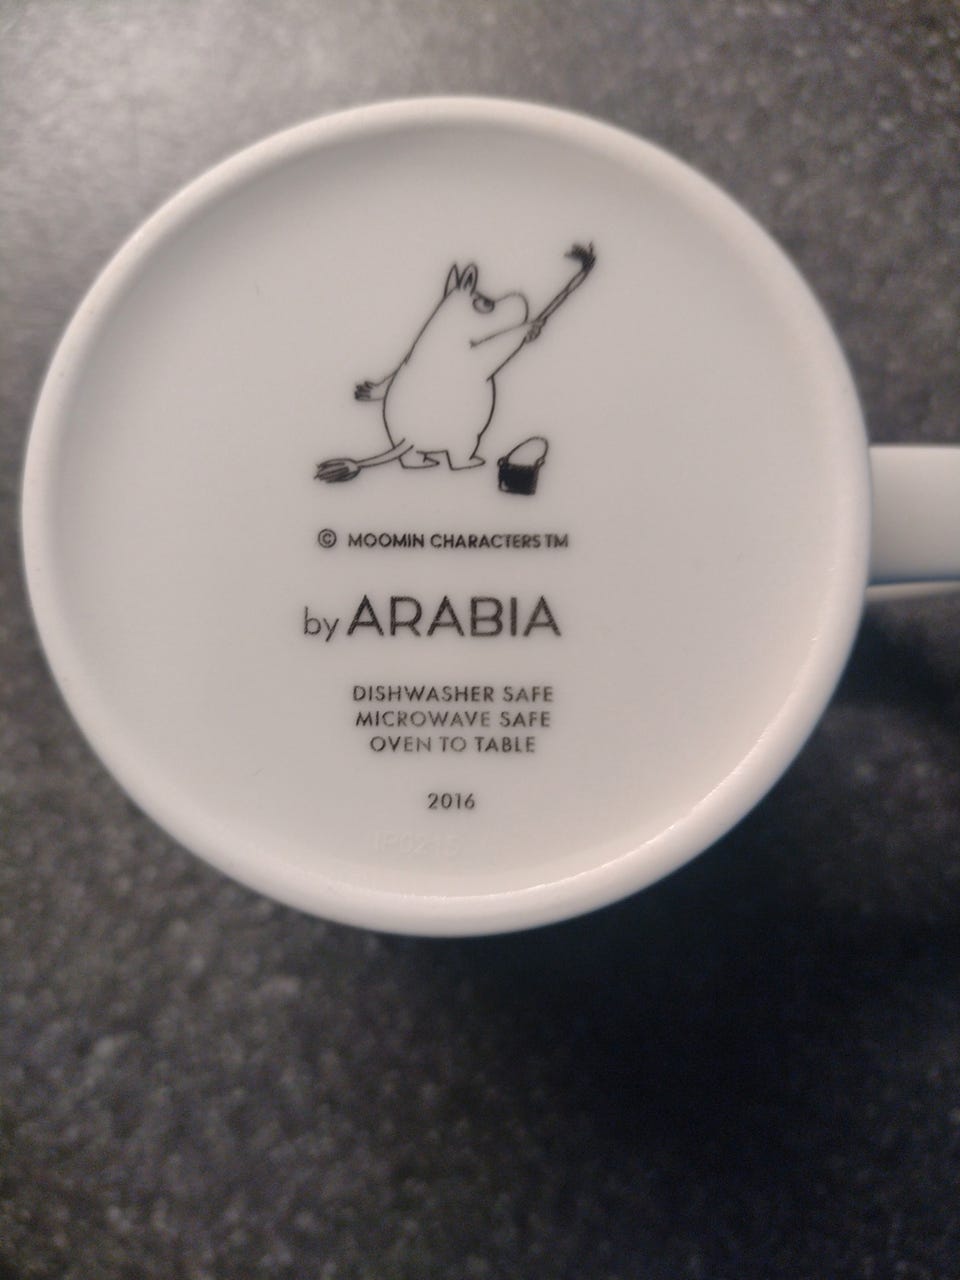 © MOOMIN CHARACTERS TM
by ARABIA
DISHWASHER SAFE
MICROWAVE SAFE
OVEN TO TABLE
2016